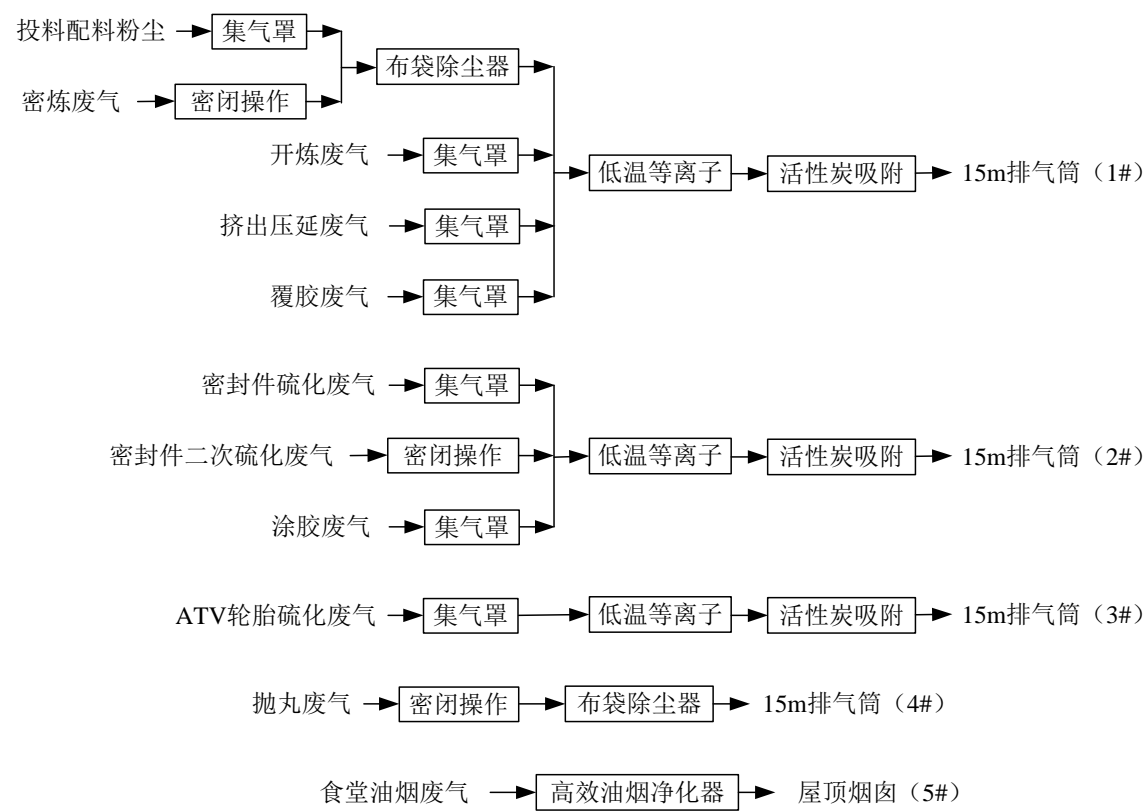 投料配料粉尘 集气罩
布袋除尘器
密炼废气 密闭操作
开炼废气 集气罩
低温等离子 活性炭吸附 15m排气筒（1#）
挤出压延废气 集气罩
覆胶废气 集气罩
密封件硫化废气 集气罩
密封件二次硫化废气 密闭操作 低温等离子 活性炭吸附 15m排气筒（2#）
涂胶废气 集气罩
ATV轮胎硫化废气 集气罩 低温等离子 活性炭吸附 15m排气筒（3#）
抛丸废气 密闭操作 布袋除尘器 15m排气筒（4#）
食堂油烟废气 高效油烟净化器 屋顶烟囱（5#）